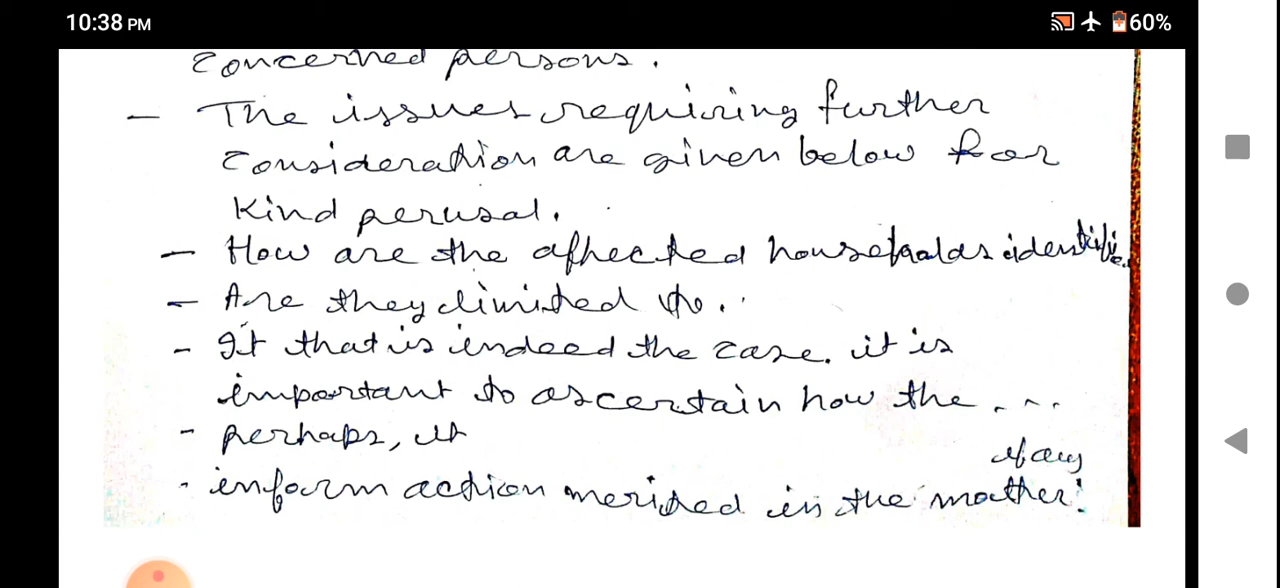 10:38 PM
60%
concerned persons.
- The issues requiring further
consideration are given below for
kind perusal.
- How are the affected households identifie
- Are they limited to..
- If that is indeed the case. it is
important to ascertain how the ...
- perhaps, it
if any
- inform action merited in the matter.